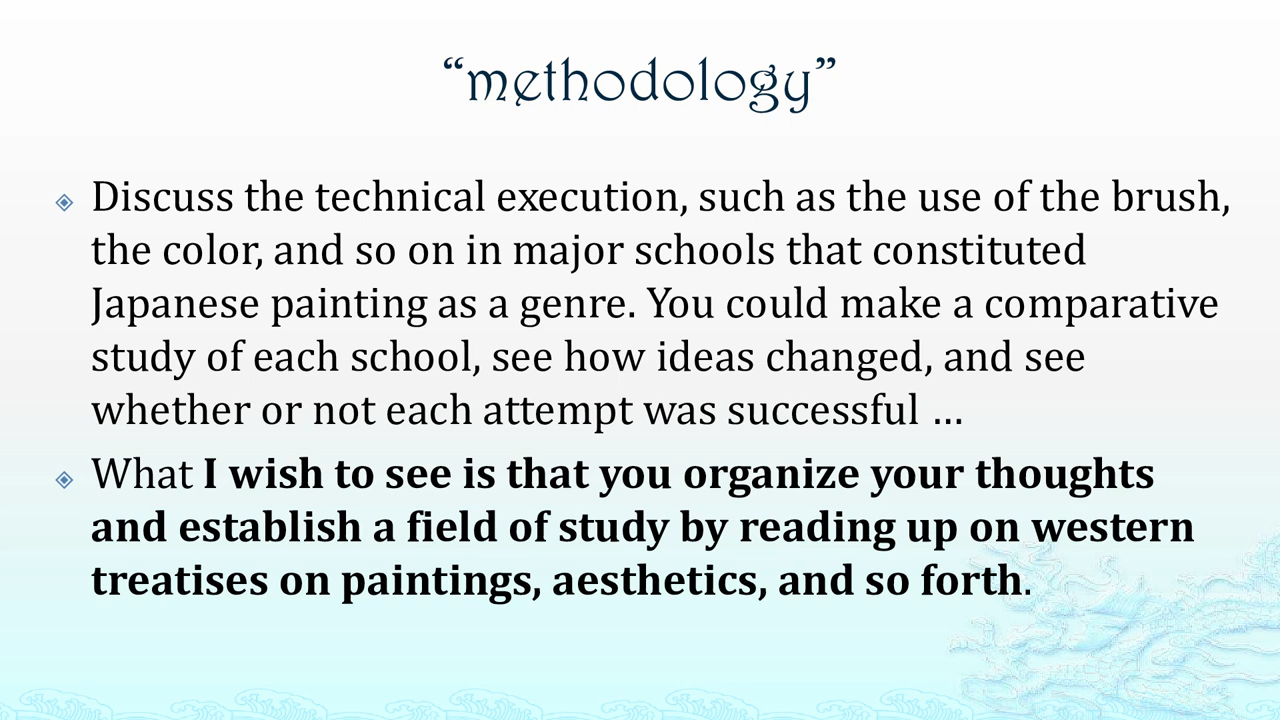 “methodology”
Discuss the technical execution, such as the use of the brush,
the color, and so on in major schools that constituted
Japanese painting as a genre. You could make a comparative
study of each school, see how ideas changed, and see
whether or not each attempt was successful …
What I wish to see is that you organize your thoughts
and establish a field of study by reading up on western
treatises on paintings, aesthetics, and so forth.